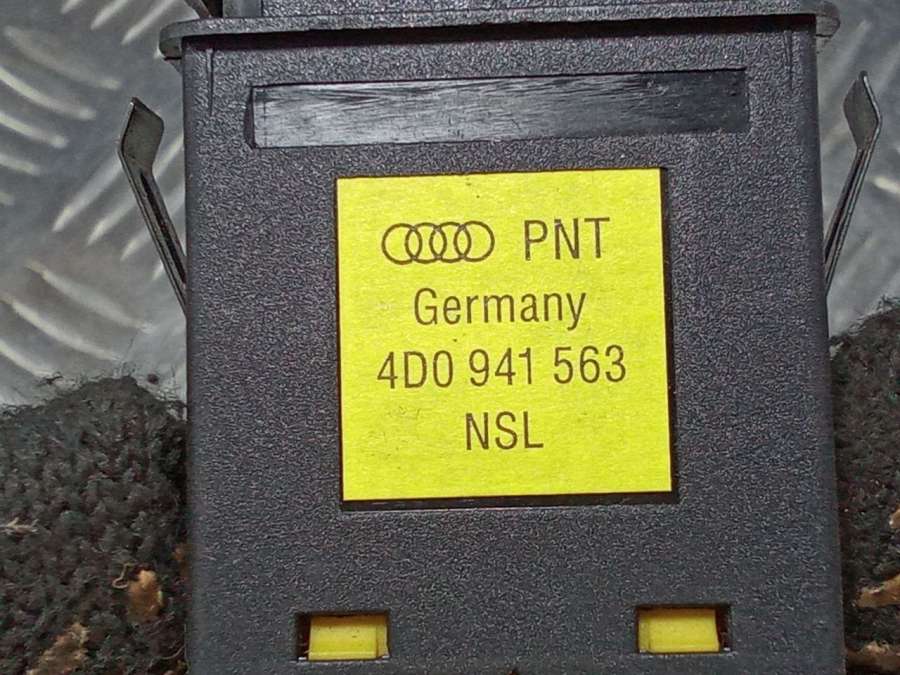 PNT
Germany
4D0 941 563
NSL